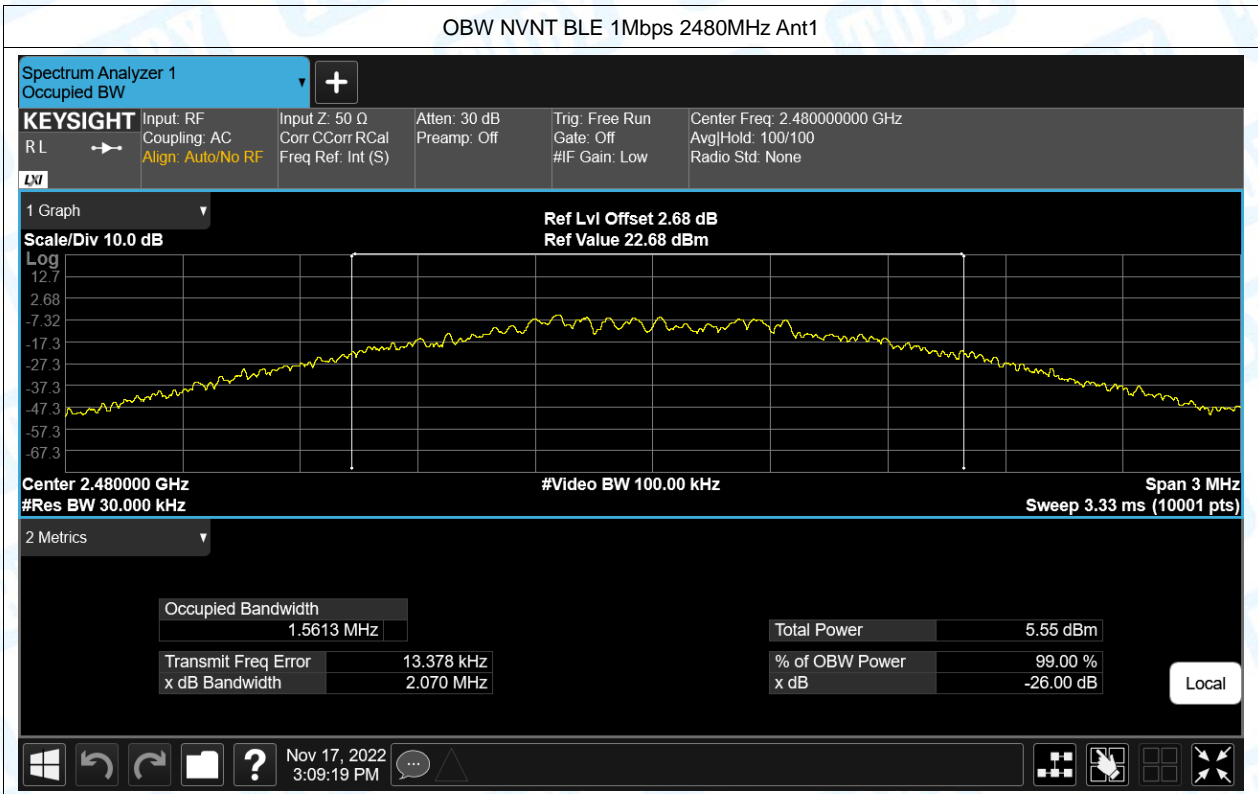 OBW NVNT BLE 1Mbps 2480MHz Ant1
Spectrum Analyzer 1
Occupied BW
KEYSIGHT
R L
LXI
Input: RF
Coupling: AC
Align: Auto/No RF
Input Z: 50 Ω
Corr CCorr RCal
Freq Ref: Int (S)
Atten: 30 dB
Preamp: Off
Trig: Free Run
Gate: Off
#IF Gain: Low
Center Freq: 2.480000000 GHz
Avg|Hold: 100/100
Radio Std: None
1 Graph
Scale/Div 10.0 dB
Ref Lvl Offset 2.68 dB
Ref Value 22.68 dBm
Log
12.7
2.68
-7.32
-17.3
-27.3
-37.3
-47.3
-57.3
-67.3
Center 2.480000 GHz
#Video BW 100.00 kHz
Span 3 MHz
#Res BW 30.000 kHz
Sweep 3.33 ms (10001 pts)
2 Metrics
Occupied Bandwidth
1.5613 MHz
Total Power 5.55 dBm
Transmit Freq Error 13.378 kHz
% of OBW Power 99.00 %
x dB Bandwidth 2.070 MHz
x dB -26.00 dB
Local
Nov 17, 2022
3:09:19 PM